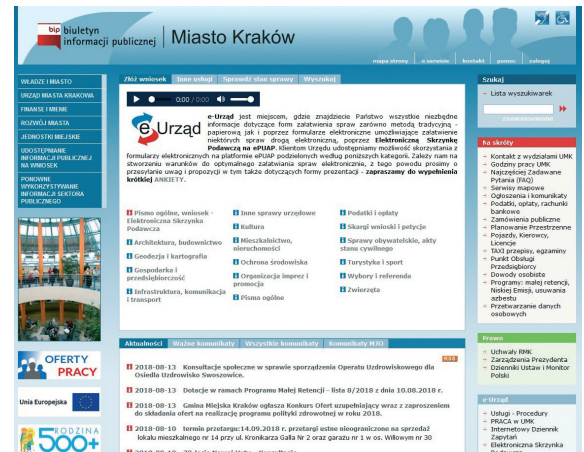 bip biuletyn
informacji publicznej
Miasto Kraków
mapa strony
o serwisie
kontakt
pomoc
zaloguj
WŁADZE I MIASTO
URZĄD MIASTA KRAKOWA
FINANSE I MIENIE
ROZWÓJ MIASTA
JEDNOSTKI MIEJSKIE
UDOSTĘPNIANIE
INFORMACJI PUBLICZNEJ
NA WNIOSEK
PONOWNE
WYKORZYSTYWANIE
INFORMACJI SEKTORA
PUBLICZNEGO
OFERTY
PRACY
Unia Europejska
RODZINA
500+
Złóż wniosek
Inne usługi
Sprawdź stan sprawy
Wyszukaj
0:00 / 0:00
eUrząd
e-Urząd jest miejscem, gdzie znajdziecie Państwo wszystkie niezbędne
informacje dotyczące form załatwienia spraw zarówno metodą tradycyjną -
papierową jak i poprzez formularze elektroniczne umożliwiające załatwienie
niektórych spraw drogą elektroniczną, poprzez Elektroniczną Skrzynkę
Podawczą na ePUAP. Klientom Urzędu udostępniamy możliwość skorzystania z
formularzy elektronicznych na platformie ePUAP podzielonych według poniższych kategorii. Zależy nam na
stworzeniu warunków do optymalnego załatwiania spraw elektronicznie, z tego powodu prosimy o
przesyłanie uwag i propozycji w tym także dotyczących formy prezentacji - zapraszamy do wypełnienia
krótkiej ANKIETY.
Pismo ogólne, wniosek -
Elektroniczna Skrzynka
Podawcza
Architektura, budownictwo
Geodezja i kartografia
Gospodarka i
przedsiębiorczość
Infrastruktura, komunikacja
i transport
Inne sprawy urzędowe
Kultura
Mieszkalnictwo,
nieruchomości
Ochrona środowiska
Organizacja imprez i
promocja
Pisma ogólne
Podatki i opłaty
Skargi wnioski i petycje
Sprawy obywatelskie, akty
stanu cywilnego
Turystyka i sport
Wybory i referenda
Zwierzęta
Aktualności
Ważne komunikaty
Wszystkie komunikaty
Komunikaty MJO
RSS
2018-08-13 Konsultacje społeczne w sprawie sporządzenia Operatu Uzdrowiskowego dla
Osiedla Uzdrowisko Swoszowice.
2018-08-13 Dotacje w ramach Programu Małej Retencji - lista 8/2018 z dnia 10.08.2018 r.
2018-08-13 Gmina Miejska Kraków ogłasza Konkurs Ofert uzupełniający wraz z zaproszeniem
do składania ofert na realizację programu polityki zdrowotnej w roku 2018.
2018-08-10 termin przetargu:14.09.2018 r. przetargi ustne nieograniczone na sprzedaż
lokalu mieszkalnego nr 14 przy ul. Kronikarza Galla Nr 2 oraz garażu nr 1 w os. Willowym nr 30
Szukaj
Lista wyszukiwarek
zaawansowane
Na skróty
Kontakt z wydziałami UMK
Godziny pracy UMK
Najczęściej Zadawane
Pytania (FAQ)
Serwisy mapowe
Ogłoszenia i komunikaty
Podatki, opłaty, rachunki
bankowe
Zamówienia publiczne
Planowanie Przestrzenne
Pojazdy, Kierowcy,
Licencje
TAXI przepisy, egzaminy
Punkt Obsługi
Przedsiębiorcy
Dowody osobiste
Programy: małej retencji,
Niskiej Emisji, usuwania
azbestu
Przetwarzanie danych
osobowych
Prawo
Uchwały RMK
Zarządzenia Prezydenta
Dzienniki Ustaw i Monitor
Polski
e-Urząd
Usługi - Procedury
PRACA w UMK
Internetowy Dziennik
Zapytań
Elektroniczna Skrzynka